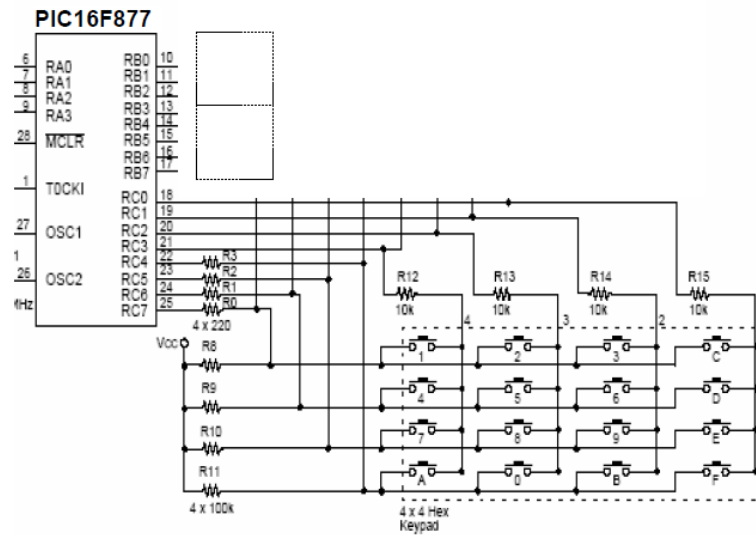 PIC16F877
6 RA0 RB0 10
7 RA1 RB1 11
8 RA2 RB2 12
9 RA3 RB3 13
RB4 14
28 MCLR RB5 15
RB6 16
RB7 17
1 T0CKI RC0 18
RC1 19
27 OSC1 RC2 20
RC3 21
1 RC4 22 R3
26 OSC2 RC5 23 R2
RC6 24 R1
MHz RC7 25 R0
4 x 220
R12 R13 R14 R15
10k 10k 10k 10k
4 3 2
Vcc R8
1 2 3 C
R9
4 5 6 D
R10
7 8 9 E
R11
A 0 B F
4 x 100k
4 x 4 Hex
Keypad